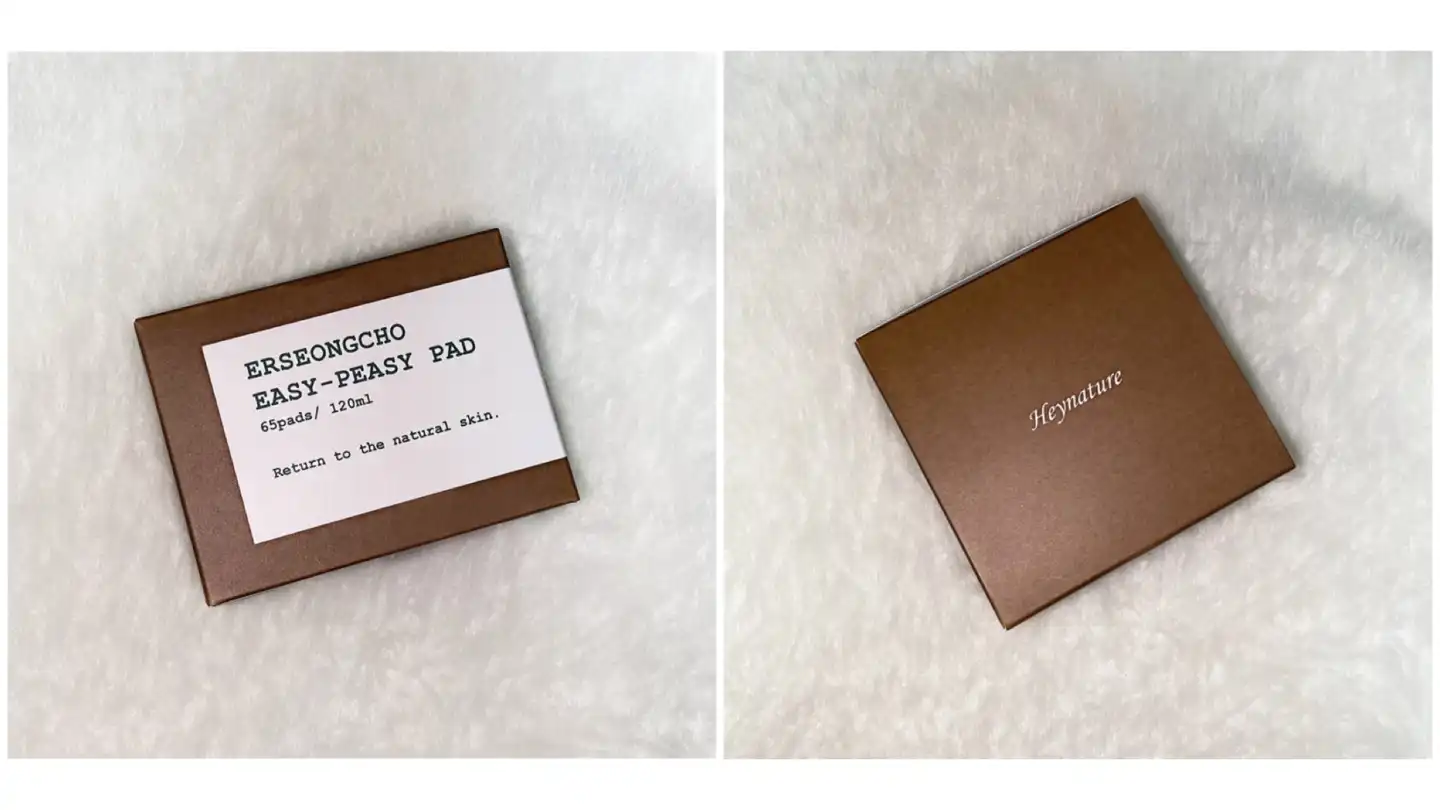 ERSEONGCHO
EASY-PEASY PAD
65pads/ 120ml
Return to the natural skin.
Heynature